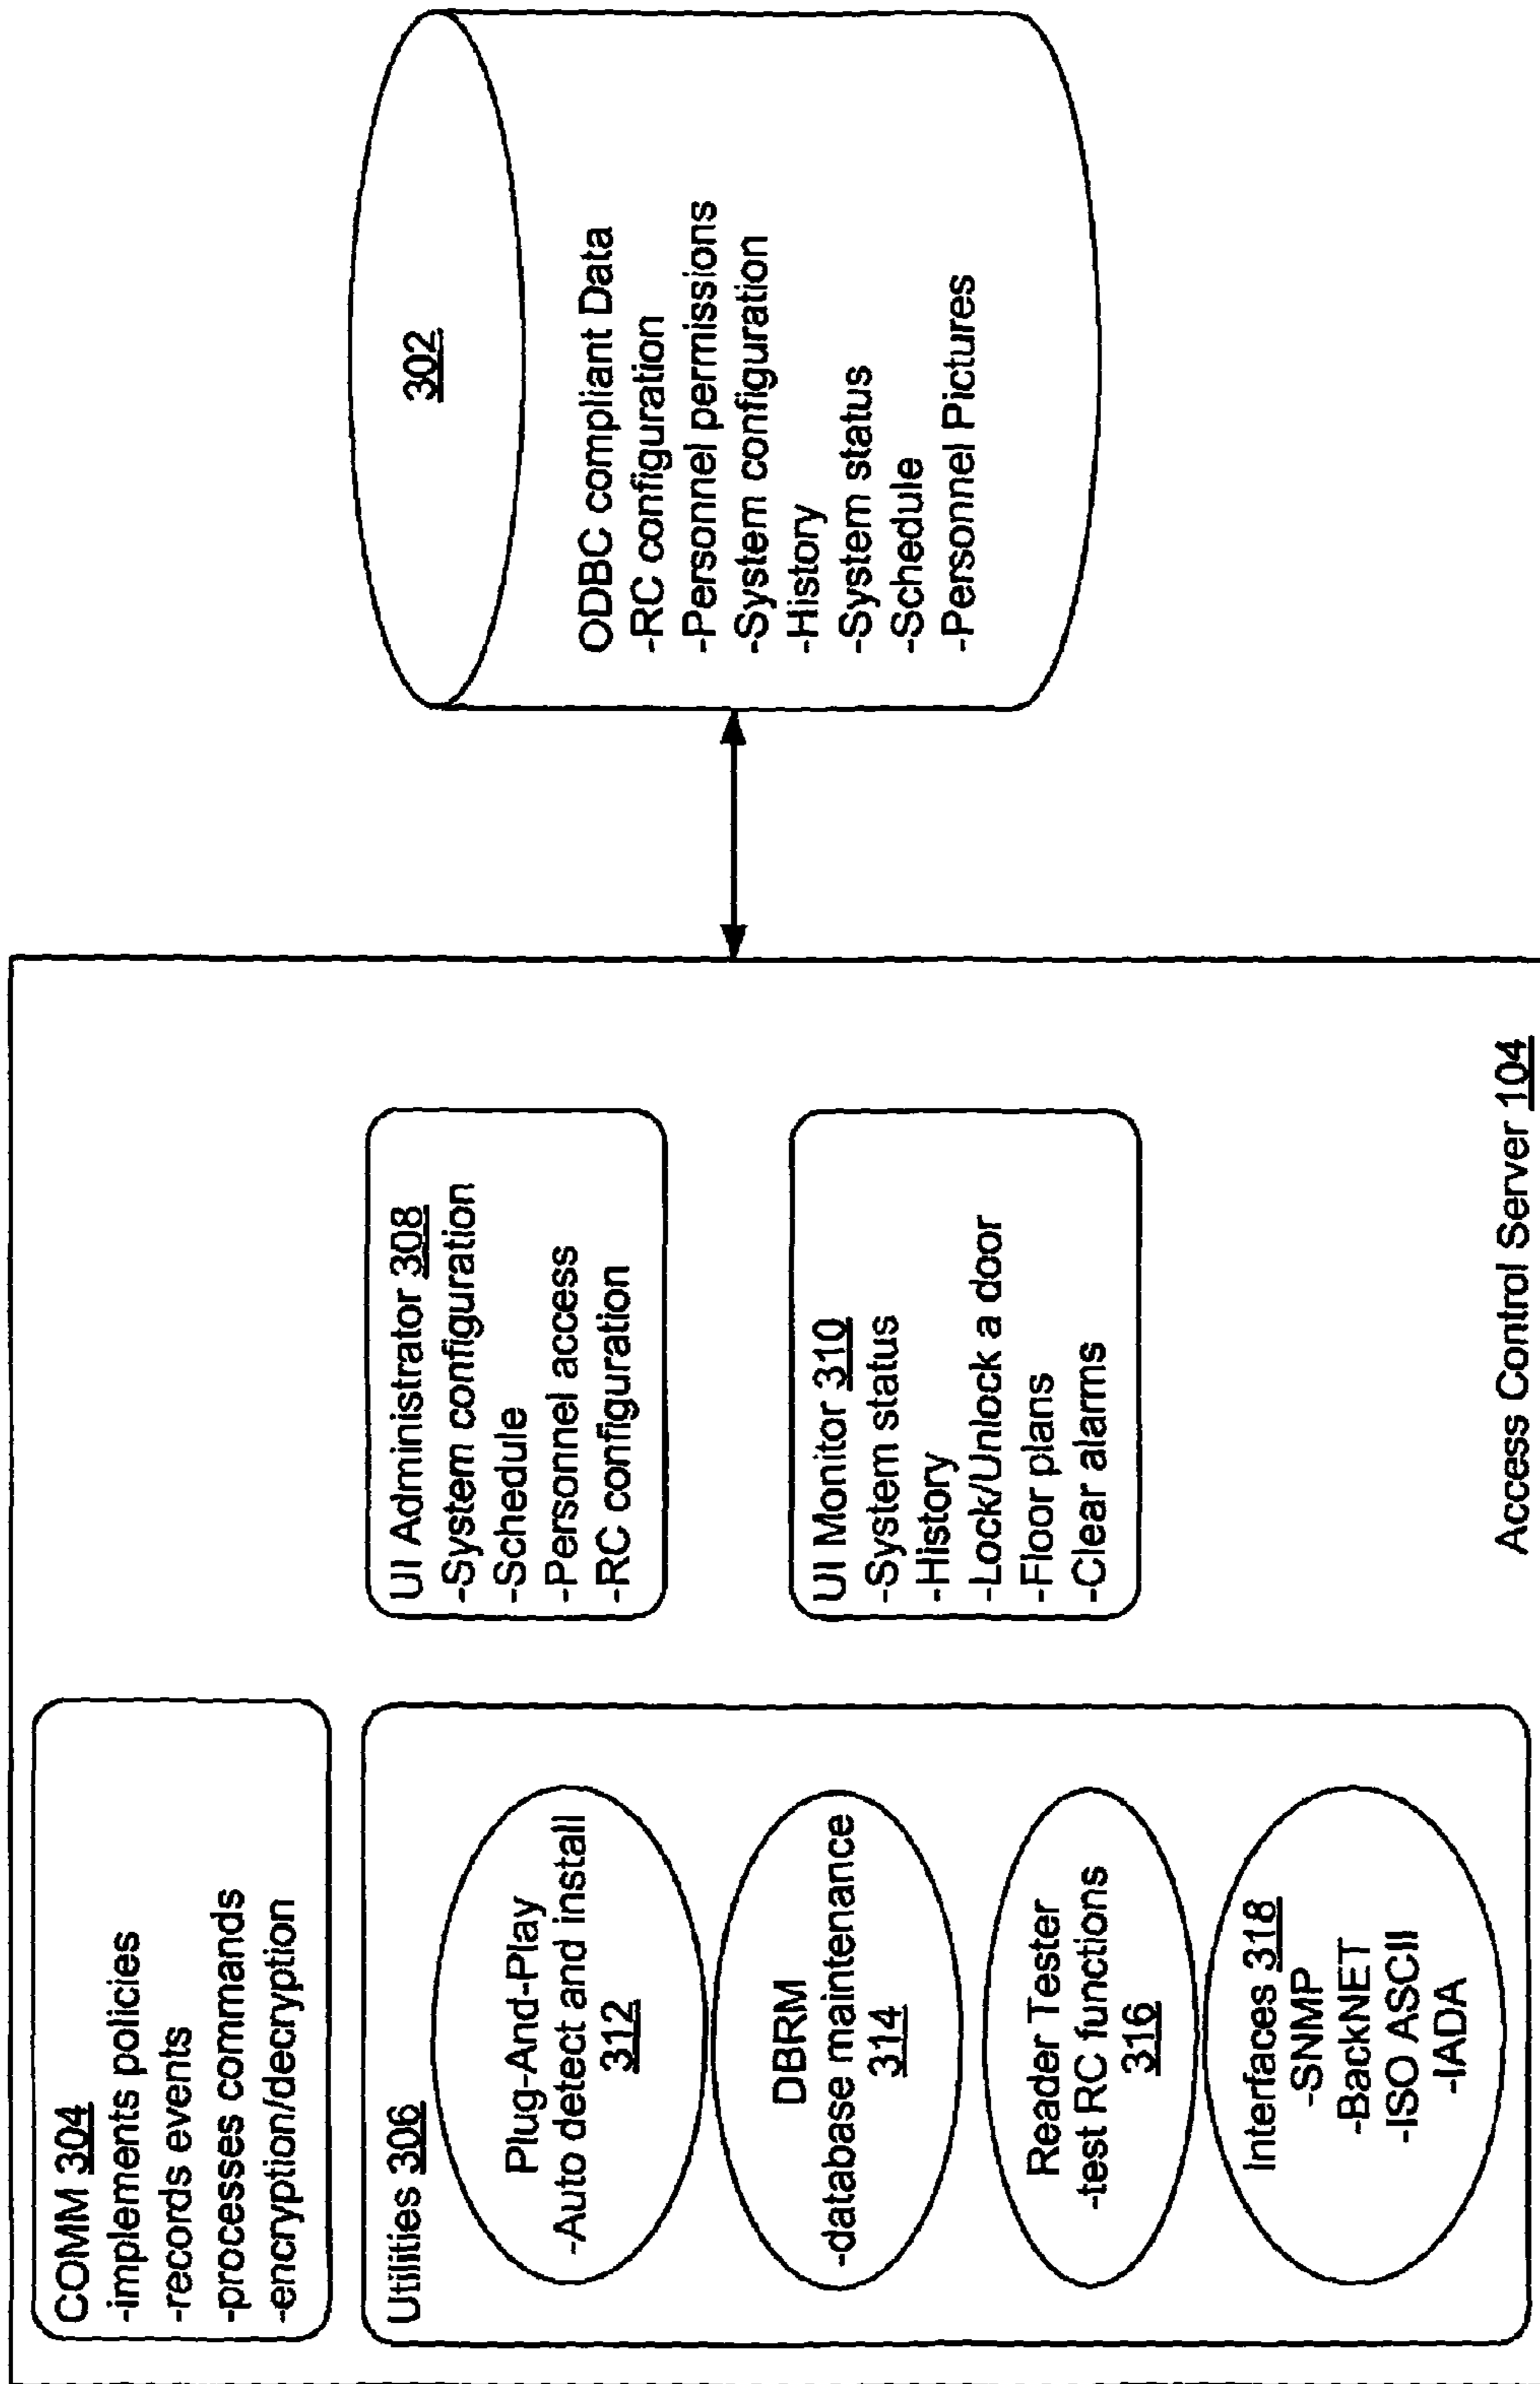 COMM 304
-implements policies
-records events
-processes commands
-encryption/decryption
Utilities 306
Plug-And-Play
-Auto detect and install
312
DBRM
-database maintenance
314
Reader Tester
-test RC functions
316
Interfaces 318
-SNMP
-BackNET
-ISO ASCII
-IADA
UI Administrator 308
-System configuration
-Schedule
-Personnel access
-RC configuration
UI Monitor 310
-System status
-History
-Lock/Unlock a door
-Floor plans
-Clear alarms
Access Control Server 104
302
ODBC compliant Data
-RC configuration
-Personnel permissions
-System configuration
-History
-System status
-Schedule
-Personnel Pictures